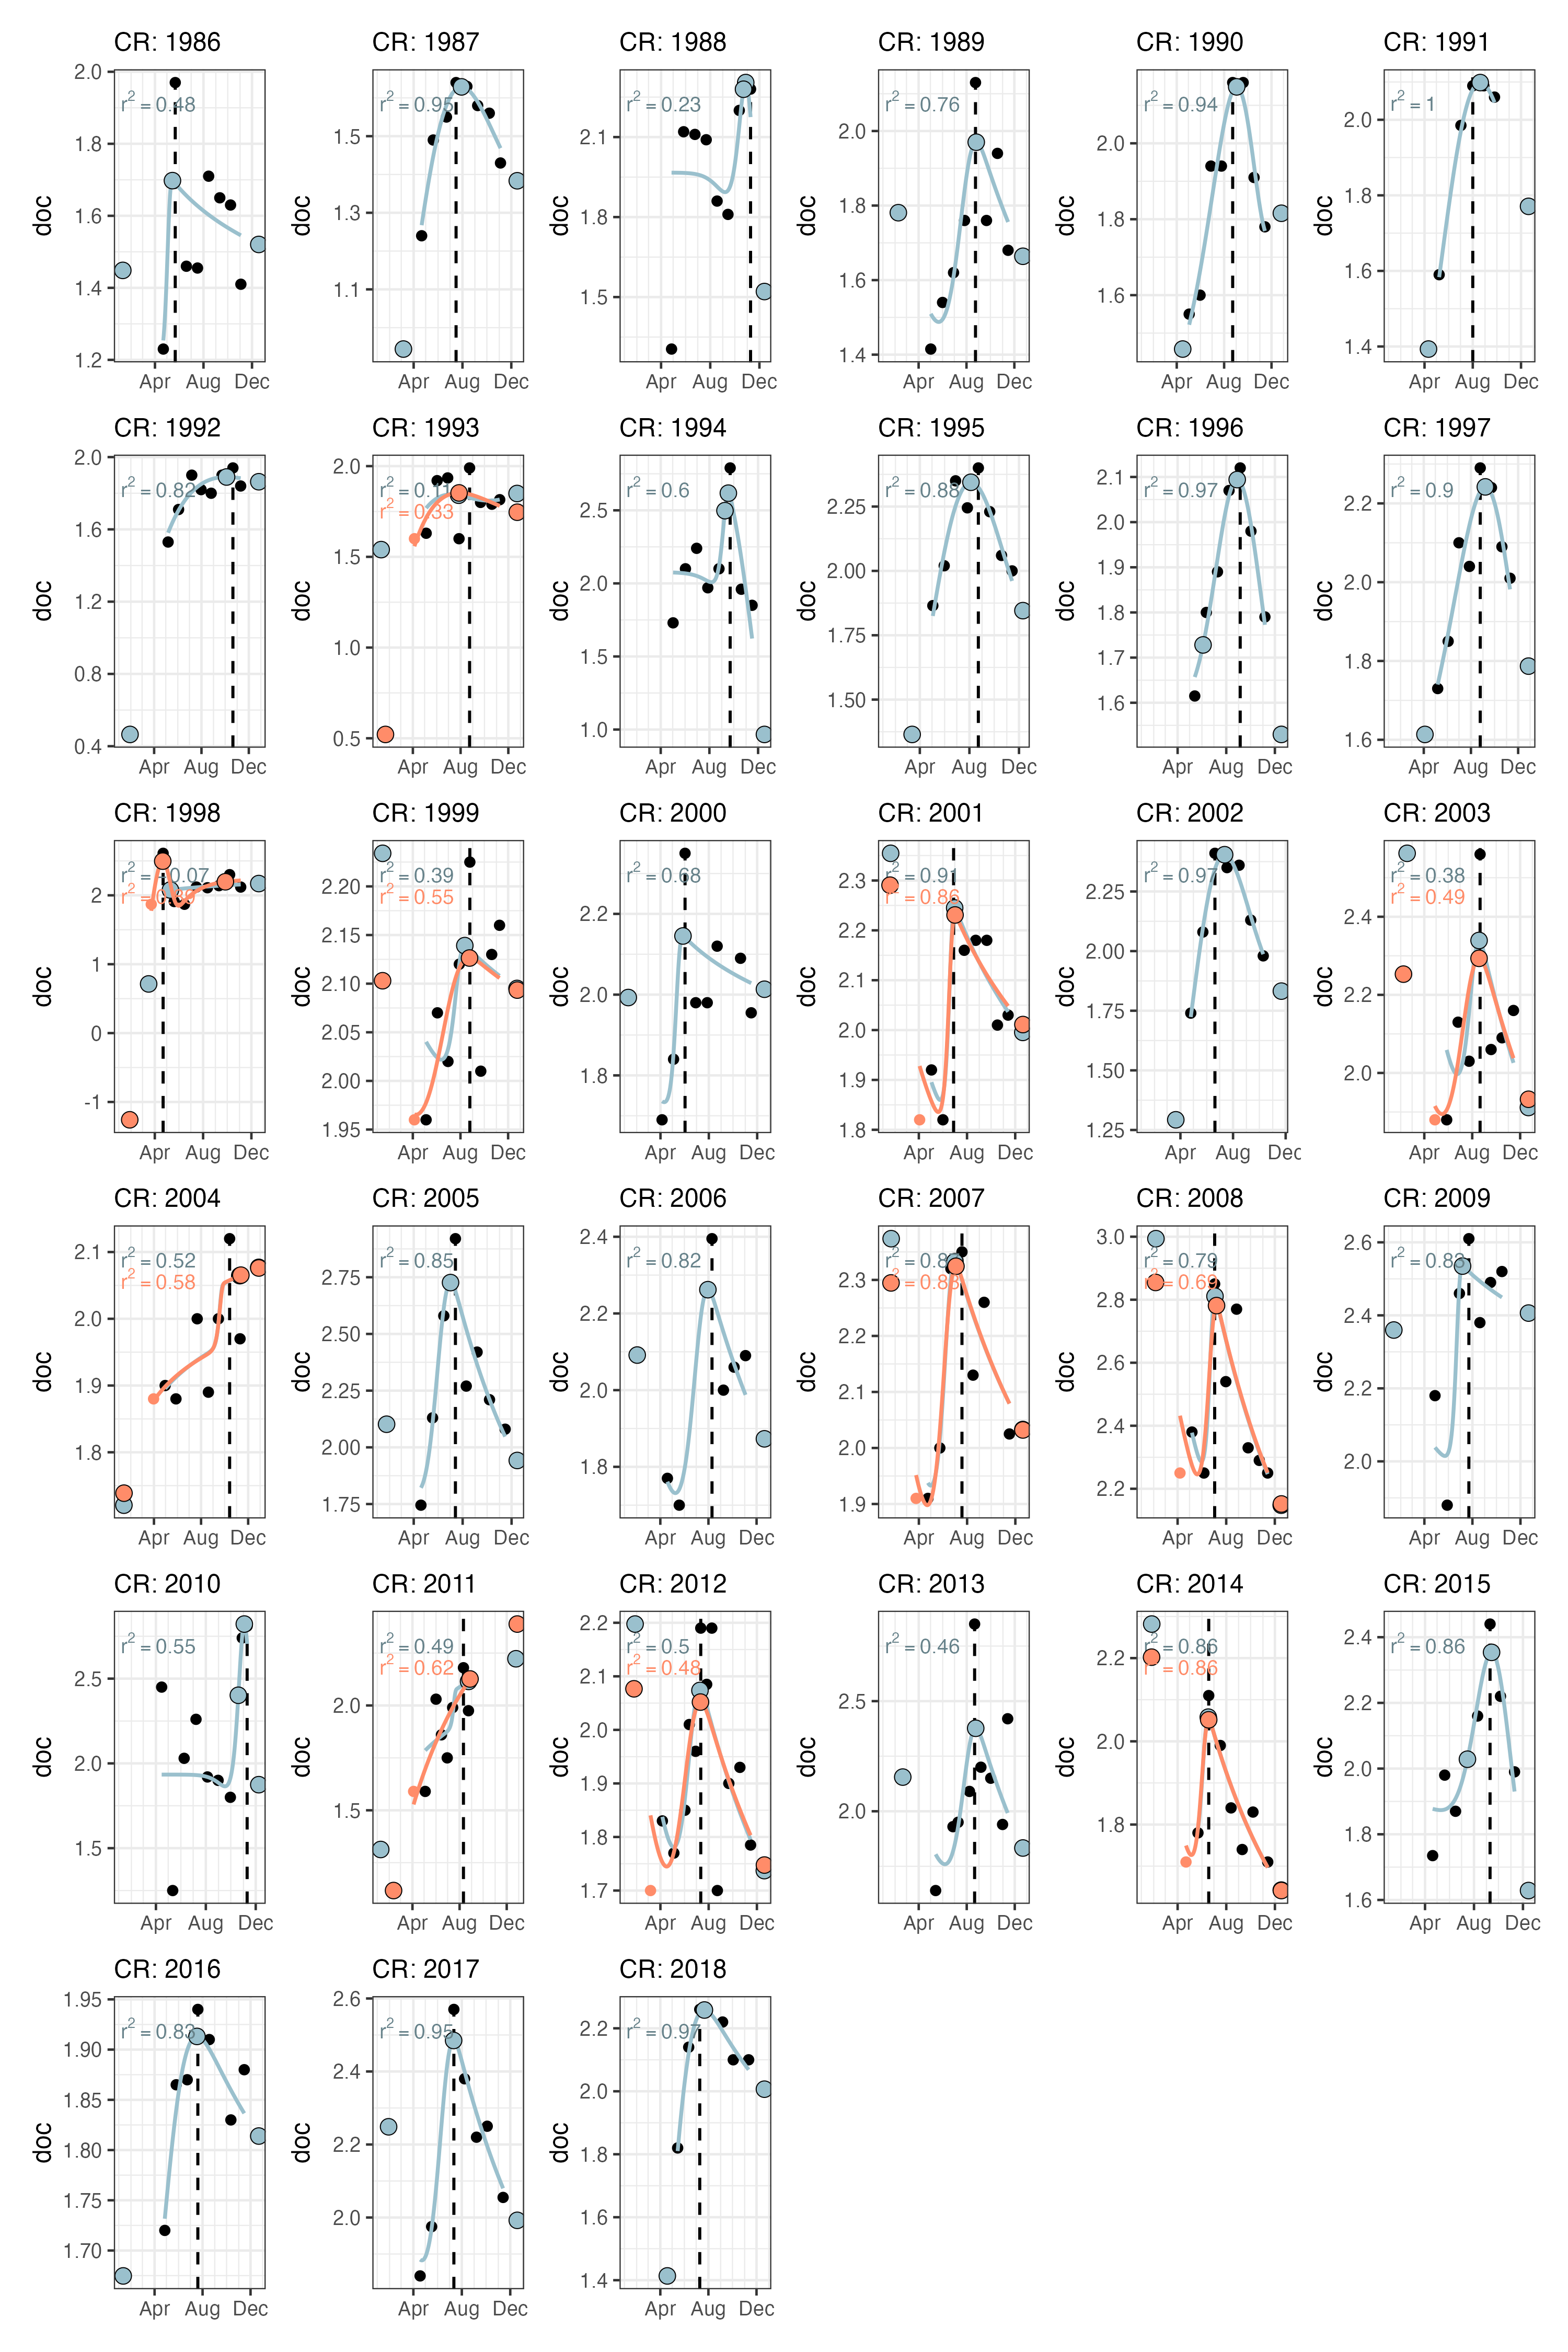 CR: 1986
2.0
1.8
1.6
1.4
1.2
r² = 0.48
doc
Apr Aug Dec
CR: 1987
1.5
1.3
1.1
r² = 0.95
doc
Apr Aug Dec
CR: 1988
2.1
1.8
1.5
r² = 0.23
doc
Apr Aug Dec
CR: 1989
2.0
1.8
1.6
1.4
r² = 0.76
doc
Apr Aug Dec
CR: 1990
2.0
1.8
1.6
r² = 0.94
doc
Apr Aug Dec
CR: 1991
2.0
1.8
1.6
1.4
r² = 1
doc
Apr Aug Dec
CR: 1992
2.0
1.6
1.2
0.8
0.4
r² = 0.82
doc
Apr Aug Dec
CR: 1993
2.0
1.5
1.0
0.5
r² = 0.11
r² = 0.33
doc
Apr Aug Dec
CR: 1994
2.5
2.0
1.5
1.0
r² = 0.6
doc
Apr Aug Dec
CR: 1995
2.25
2.00
1.75
1.50
r² = 0.88
doc
Apr Aug Dec
CR: 1996
2.1
2.0
1.9
1.8
1.7
1.6
r² = 0.97
doc
Apr Aug Dec
CR: 1997
2.2
2.0
1.8
1.6
r² = 0.9
doc
Apr Aug Dec
CR: 1998
2
1
0
-1
r² =
r² =
doc
Apr Aug Dec
CR: 1999
2.20
2.15
2.10
2.05
2.00
1.95
r² = 0.39
r² = 0.55
doc
Apr Aug Dec
CR: 2000
2.2
2.0
1.8
r² = 0.68
doc
Apr Aug Dec
CR: 2001
2.3
2.2
2.1
2.0
1.9
1.8
r² = 0.91
r² = 0.86
doc
Apr Aug Dec
CR: 2002
2.25
2.00
1.75
1.50
1.25
r² = 0.97
doc
Apr Aug Dec
CR: 2003
2.4
2.2
2.0
r² = 0.38
r² = 0.49
doc
Apr Aug Dec
CR: 2004
2.1
2.0
1.9
1.8
r² = 0.52
r² = 0.58
doc
Apr Aug Dec
CR: 2005
2.75
2.50
2.25
2.00
1.75
r² = 0.85
doc
Apr Aug Dec
CR: 2006
2.4
2.2
2.0
1.8
r² = 0.82
doc
Apr Aug Dec
CR: 2007
2.3
2.2
2.1
2.0
1.9
r² =
r² = 0.88
doc
Apr Aug Dec
CR: 2008
3.0
2.8
2.6
2.4
2.2
r² = 0.79
r² = 0.69
doc
Apr Aug Dec
CR: 2009
2.6
2.4
2.2
2.0
r² = 0.83
doc
Apr Aug Dec
CR: 2010
2.5
2.0
1.5
r² = 0.55
doc
Apr Aug Dec
CR: 2011
2.0
1.5
r² = 0.49
r² = 0.62
doc
Apr Aug Dec
CR: 2012
2.2
2.1
2.0
1.9
1.8
1.7
r² = 0.5
r² = 0.48
doc
Apr Aug Dec
CR: 2013
2.5
2.0
r² = 0.46
doc
Apr Aug Dec
CR: 2014
2.2
2.0
1.8
r² = 0.86
r² = 0.86
doc
Apr Aug Dec
CR: 2015
2.4
2.2
2.0
1.8
1.6
r² = 0.86
doc
Apr Aug Dec
CR: 2016
1.95
1.90
1.85
1.80
1.75
1.70
r² = 0.83
doc
Apr Aug Dec
CR: 2017
2.6
2.4
2.2
2.0
r² = 0.95
doc
Apr Aug Dec
CR: 2018
2.2
2.0
1.8
1.6
1.4
r² = 0.97
doc
Apr Aug Dec